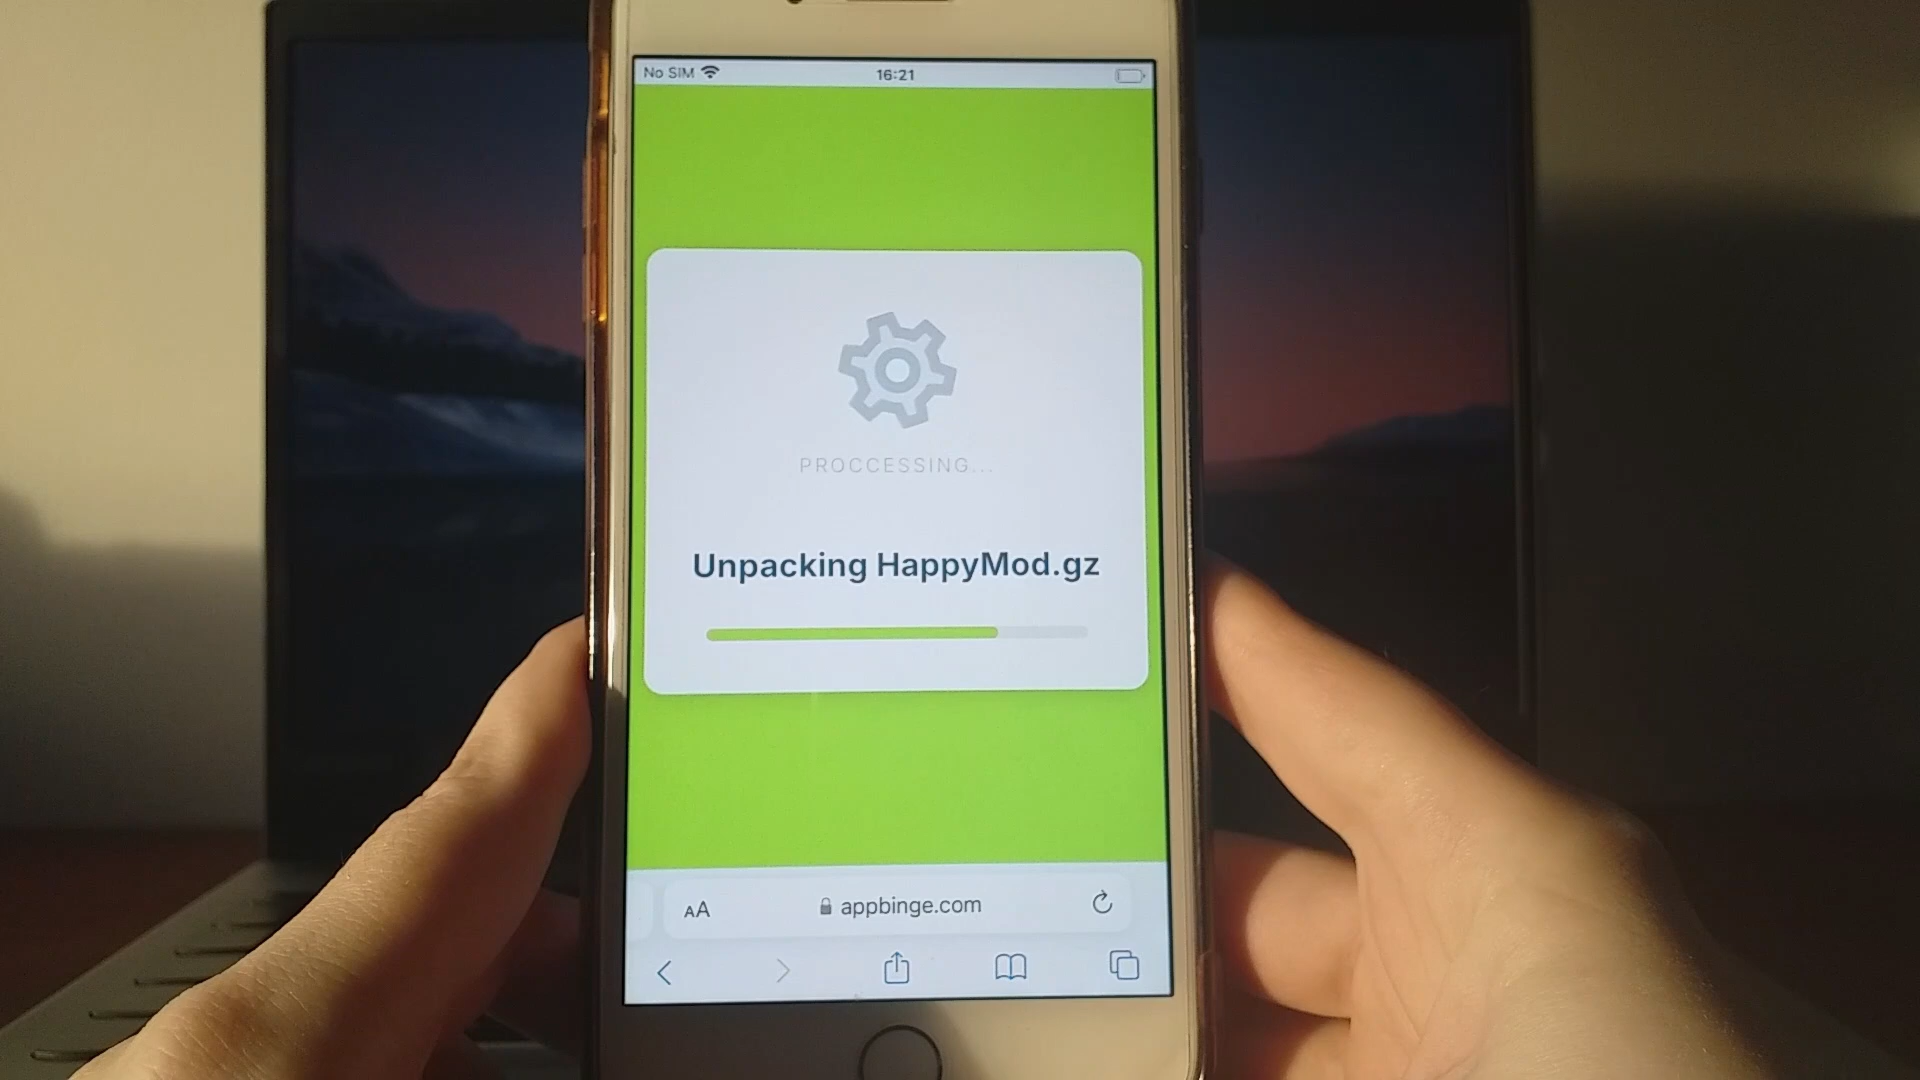 No SIM
16:21
PROCCESSING...
Unpacking HappyMod.gz
AA
appbinge.com